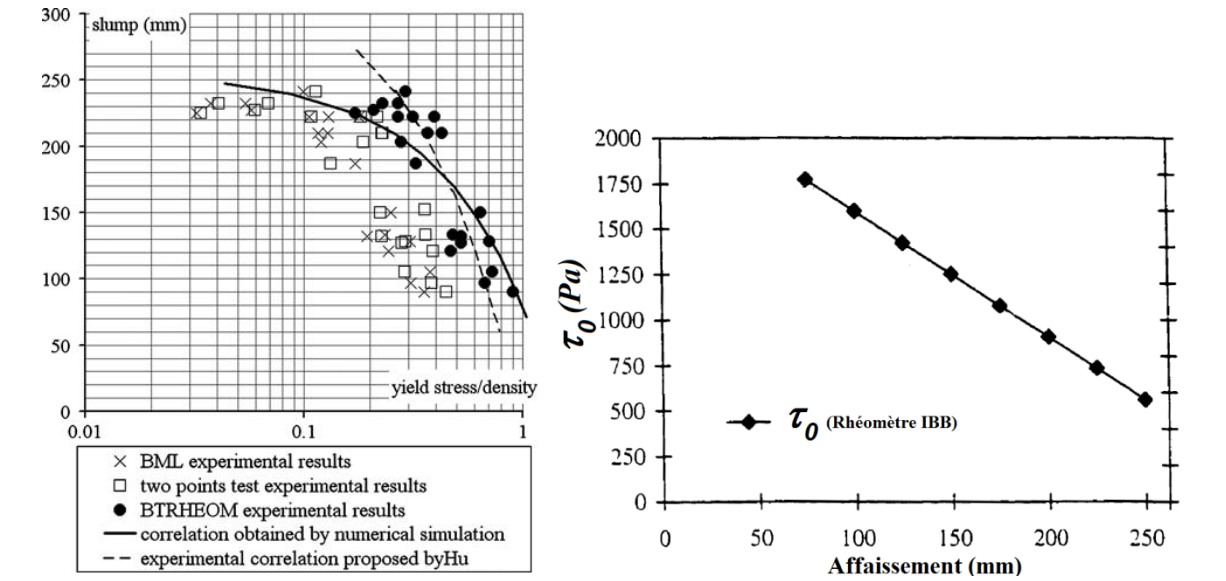 300
slump (mm)
250
200
150
100
50
0
yield stress/density
0.01
0.1
1
BML experimental results
two points test experimental results
BTRHEOM experimental results
correlation obtained by numerical simulation
experimental correlation proposed byHu
2000
1750
1500
1250
1000
750
500
250
0
τ0 (Pa)
τ0 (Rhéomètre IBB)
0
50
100
150
200
250
Affaissement (mm)